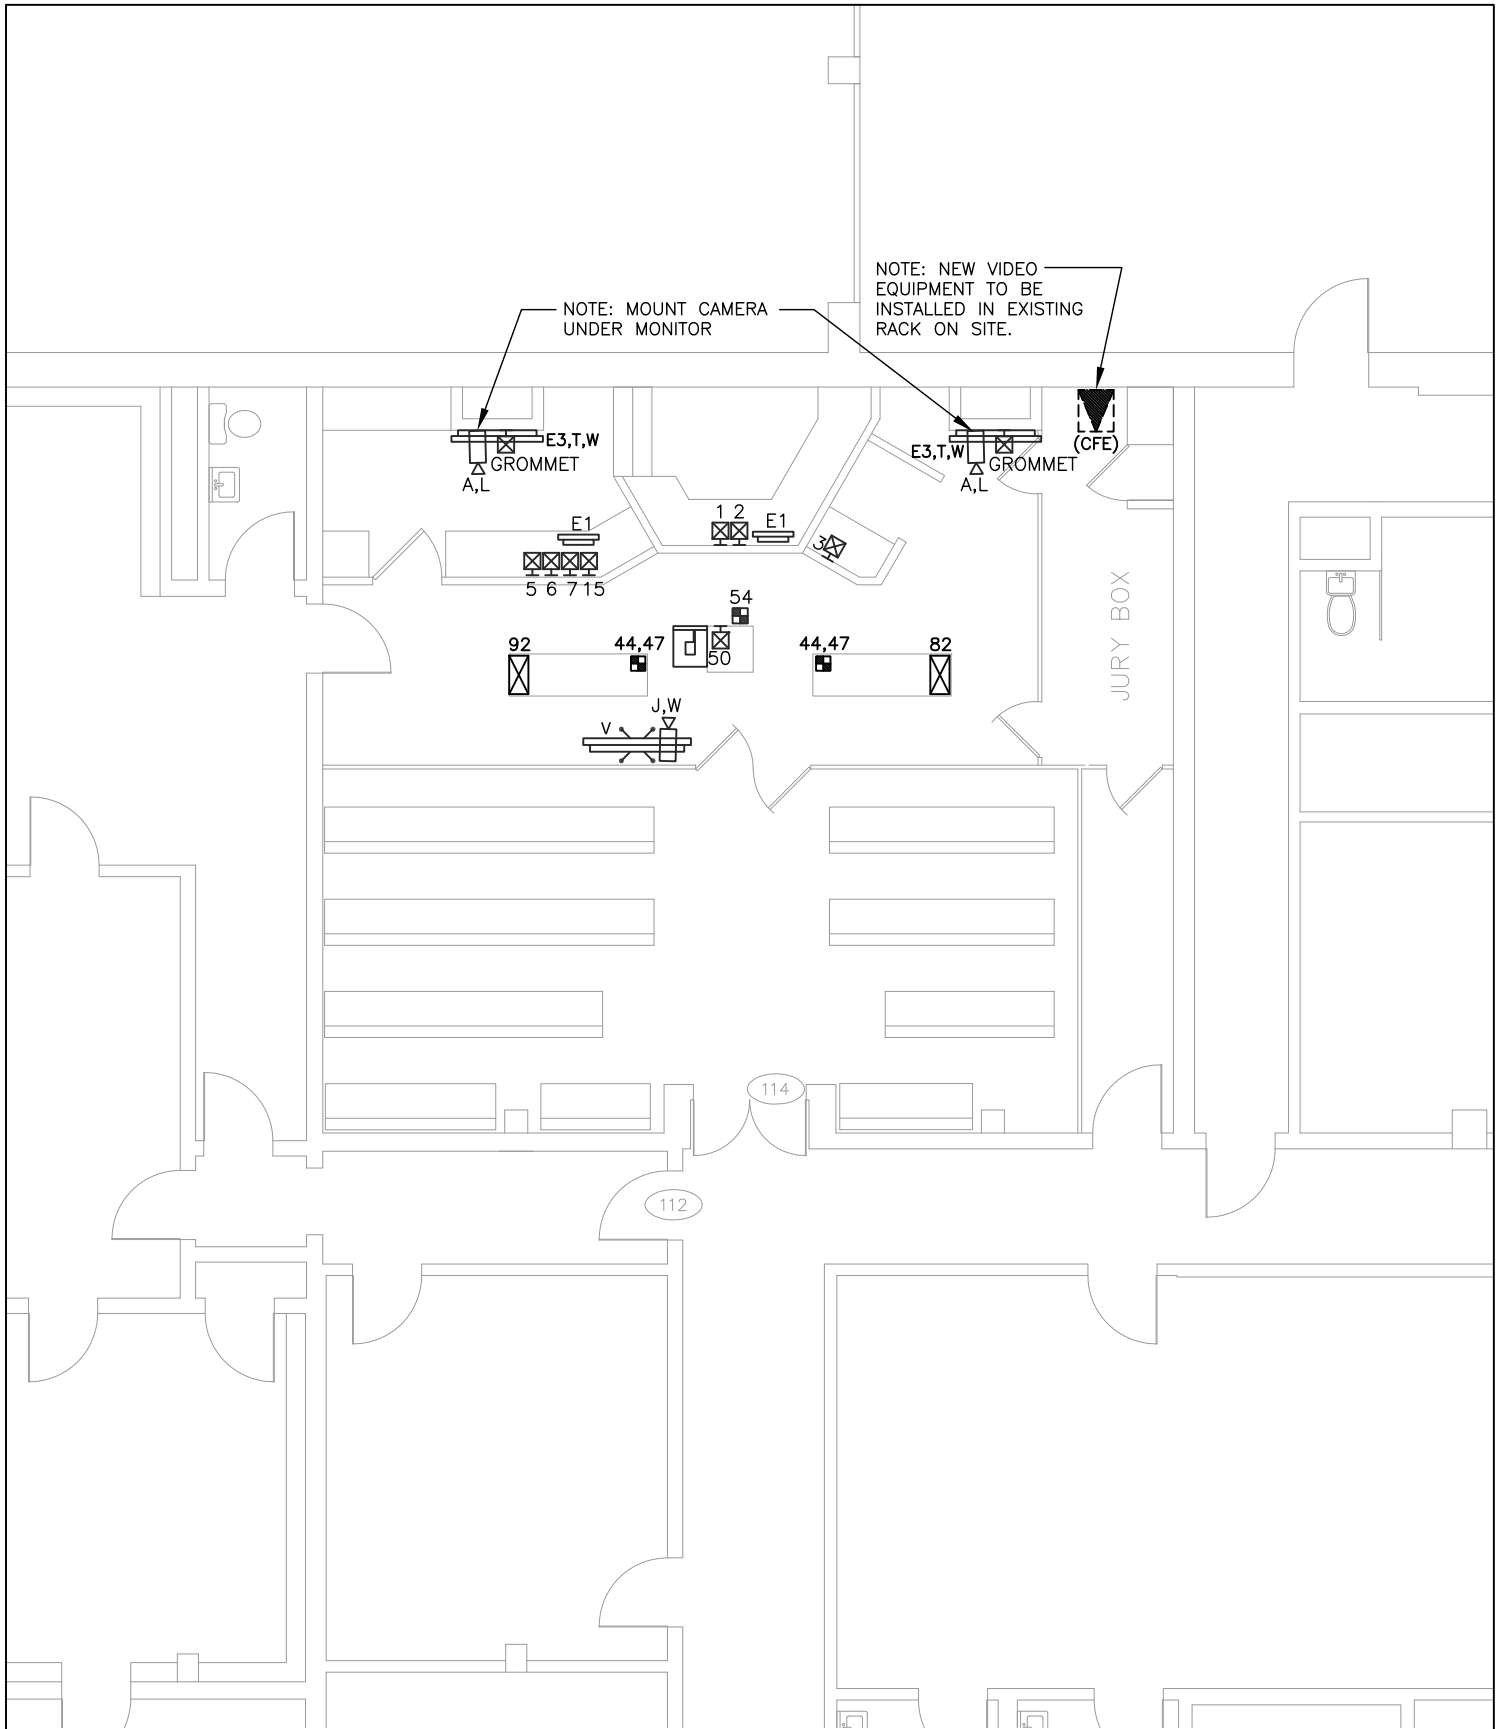 NOTE: NEW VIDEO
EQUIPMENT TO BE
INSTALLED IN EXISTING
RACK ON SITE.
NOTE: MOUNT CAMERA
UNDER MONITOR
E3,T,W
GROMMET
A,L
E3,T,W
GROMMET
A,L
(CFE)
E1
1 2
E1
3
5 6 7 15
54
92
44,47
50
44,47
82
JURY BOX
J,W
V
114
112